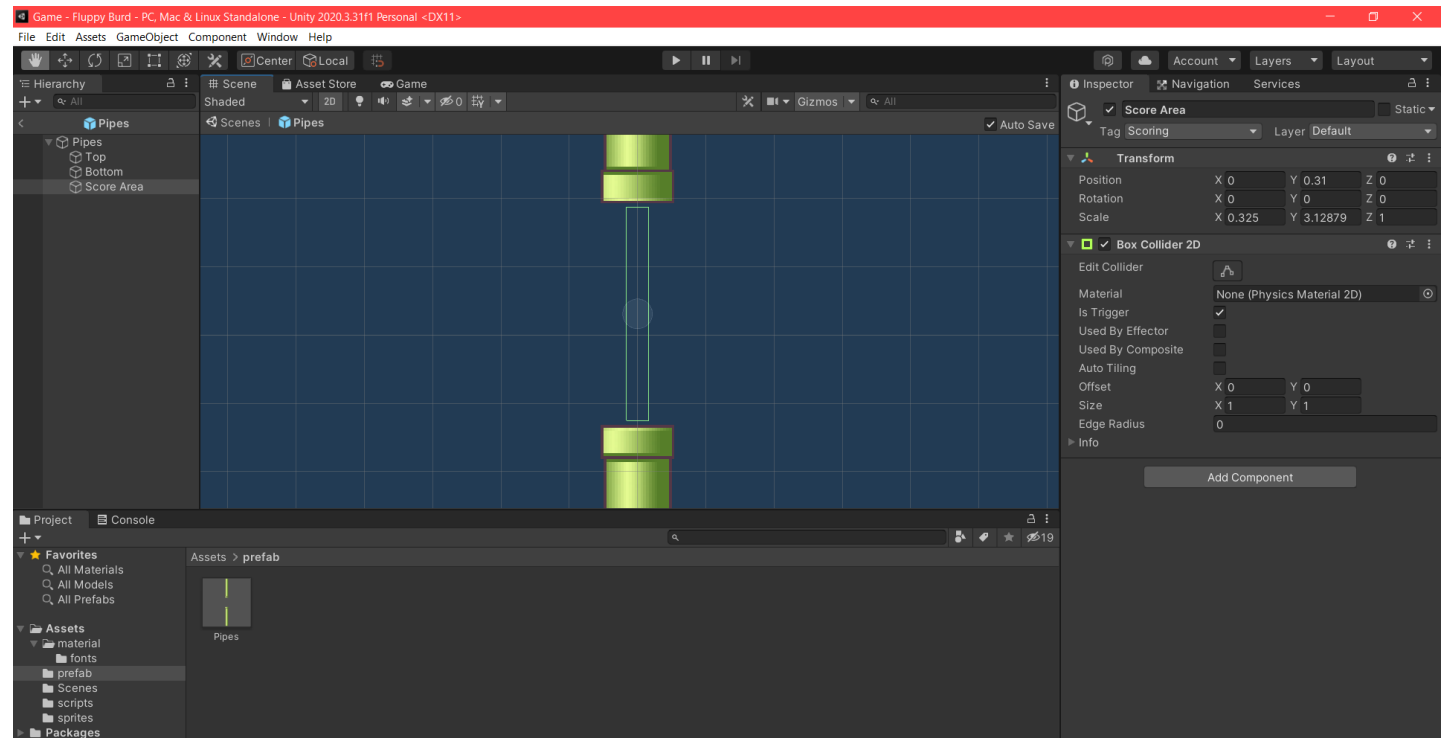 Game - Fluppy Burd - PC, Mac & Linux Standalone - Unity 2020.3.31f1 Personal <DX11>
File Edit Assets GameObject Component Window Help
Center Local
Account Layers Layout
Hierarchy
All
Pipes
Pipes
Top
Bottom
Score Area
Scene Asset Store Game
Shaded 2D 0 Gizmos All
Scenes Pipes Auto Save
Inspector Navigation Services
Score Area Static
Tag Scoring Layer Default
Transform
Position X 0 Y 0.31 Z 0
Rotation X 0 Y 0 Z 0
Scale X 0.325 Y 3.12879 Z 1
Box Collider 2D
Edit Collider
Material None (Physics Material 2D)
Is Trigger
Used By Effector
Used By Composite
Auto Tiling
Offset X 0 Y 0
Size X 1 Y 1
Edge Radius 0
Info
Add Component
Project Console
19
Favorites
All Materials
All Models
All Prefabs
Assets
material
fonts
prefab
Scenes
scripts
sprites
Packages
Assets > prefab
Pipes